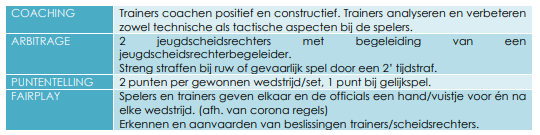 COACHING Trainers coachen positief en constructief. Trainers analyseren en verbeteren
zowel technische als tactische aspecten bij de spelers.
ARBITRAGE 2 jeugdscheidsrechters met begeleiding van een
jeugdscheidsrechterbegeleider.
Streng straffen bij ruw of gevaarlijk spel door een 2' tijdstraf.
PUNTENTELLING 2 punten per gewonnen wedstrijd/set, 1 punt bij gelijkspel.
FAIRPLAY Spelers en trainers geven elkaar en de officials een hand/vuistje voor én na
elke wedstrijd. (afh. van corona regels)
Erkennen en aanvaarden van beslissingen trainers/scheidsrechters.